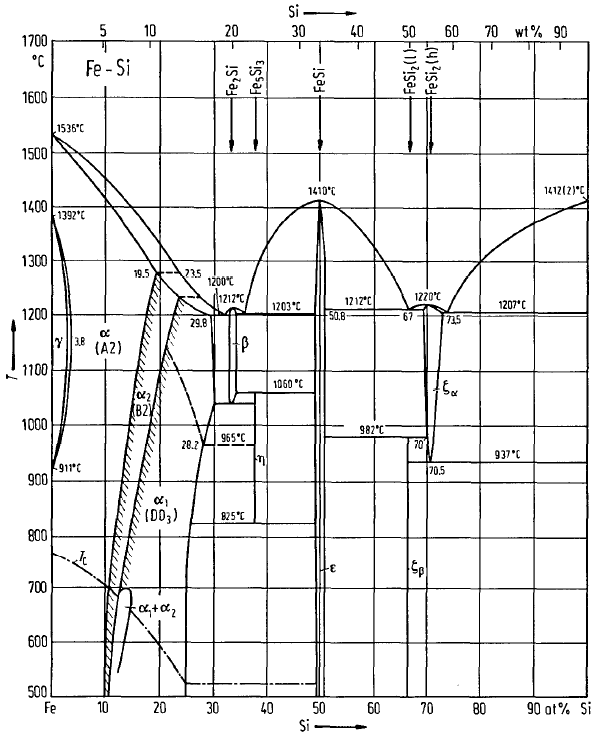 Si
5 10 20 30 40 50 60 70 90 wt%
1700
°C
Fe-Si
Fe₂Si
Fe₅Si₃
FeSi
FeSi₂(l)
FeSi₂(h)
1600
1536°C
1500
1410°C
1412(2)°C
1400
1392°C
1300
19.5 23.5
1200°C
1212°C
1220°C
1200
29.8
1203°C
50.8
1212°C
67
73.5
1207°C
γ
3.8
α
(A2)
β
1100
T
1060°C
ζα
α₂
(B2)
1000
28.2
965°C
982°C
70
η
937°C
911°C
70.5
900
α₁
(DO₃)
825°C
800
Tc
ε
ζβ
700
α₁+α₂
600
500
Fe 10 20 30 40 50 60 70 80 90 at% Si
Si